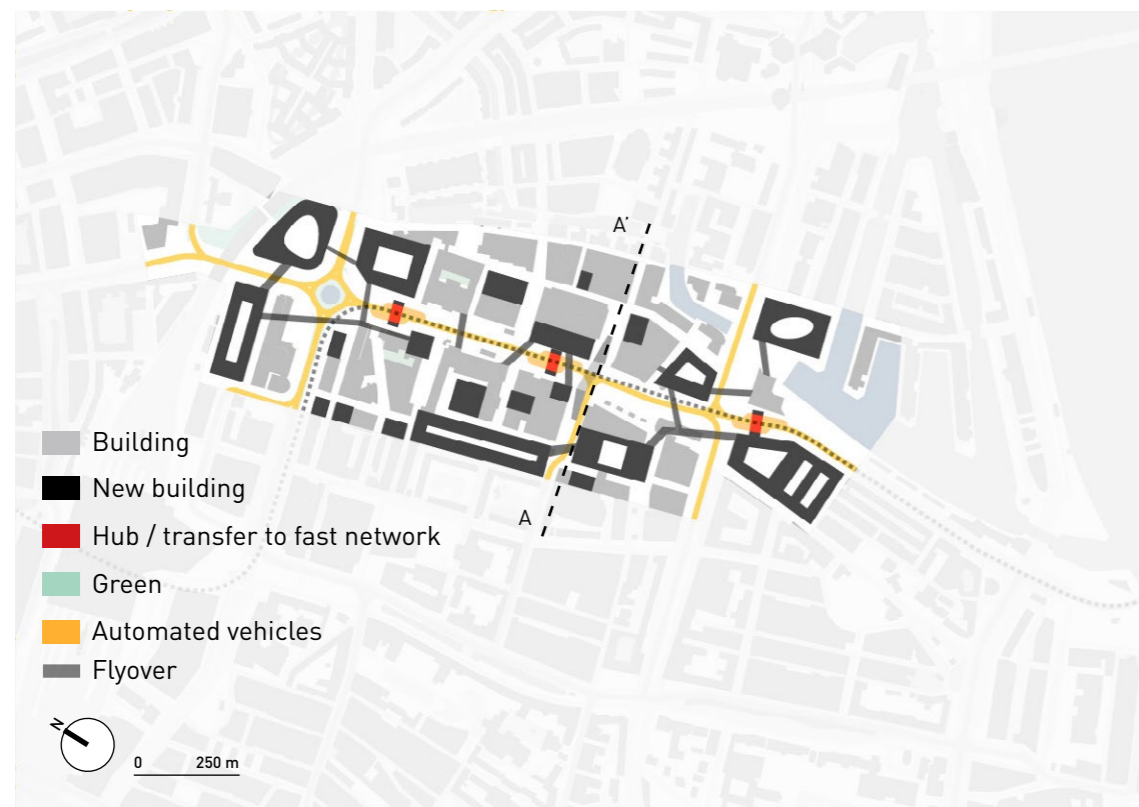 A'
A
Building
New building
Hub / transfer to fast network
Green
Automated vehicles
Flyover
N
0 250 m